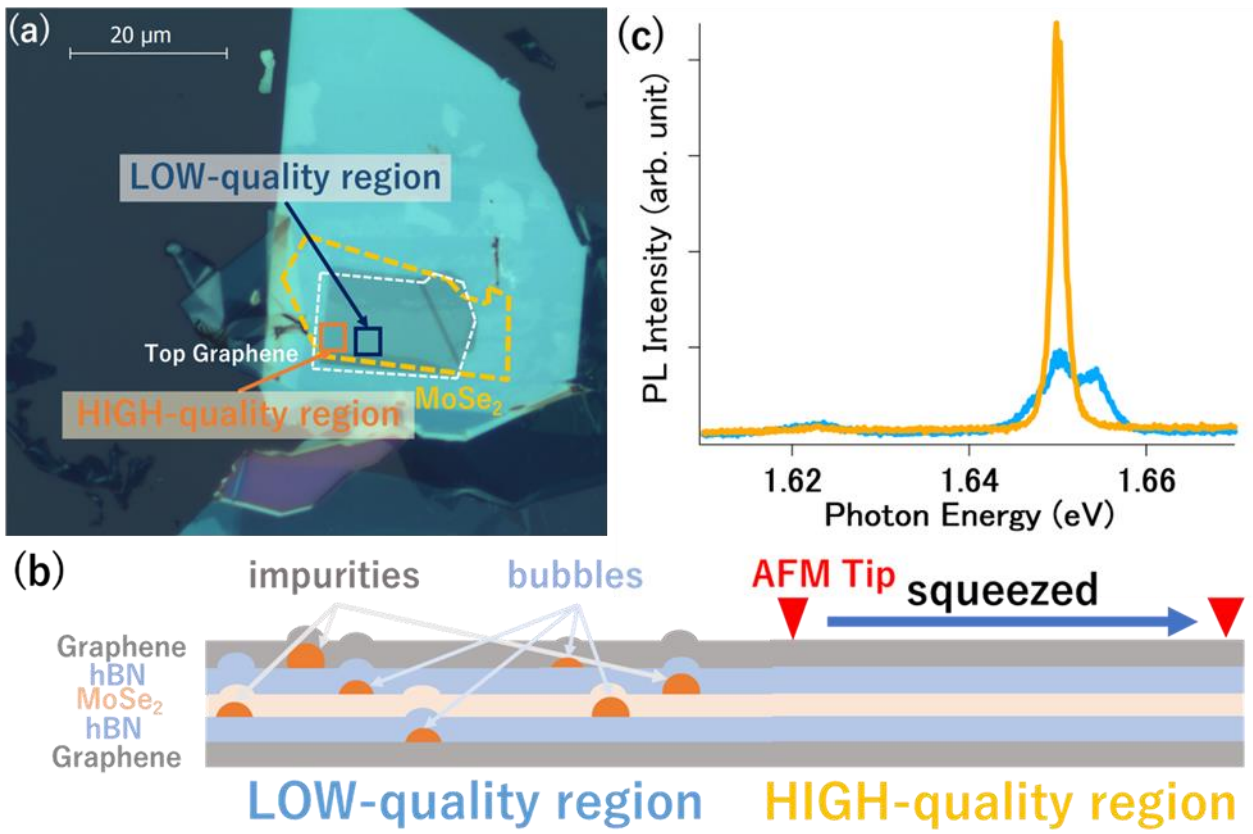 (a)
20 μm
LOW-quality region
Top Graphene
MoSe₂
HIGH-quality region
(c)
PL Intensity (arb. unit)
1.62
1.64
1.66
Photon Energy (eV)
(b)
impurities
bubbles
AFM Tip
squeezed
Graphene
hBN
MoSe₂
hBN
Graphene
LOW-quality region
HIGH-quality region